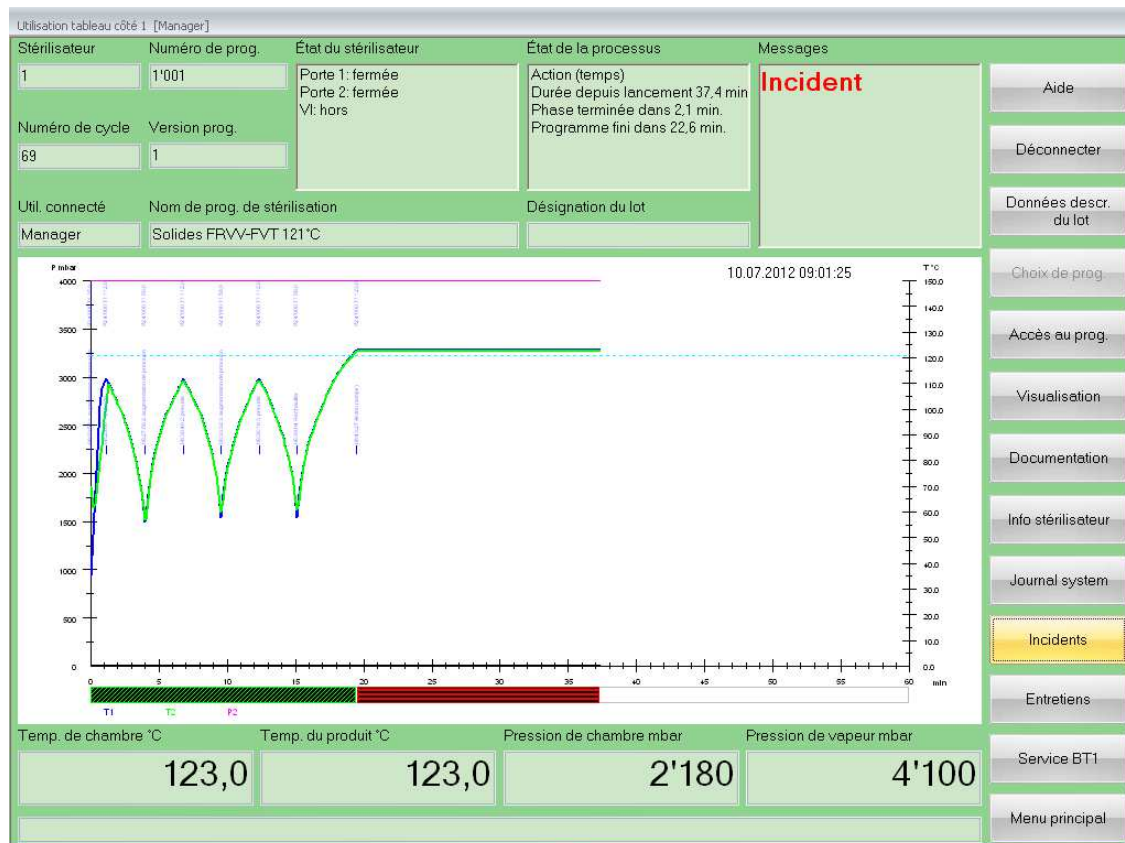 Utilisation tableau côté 1 [Manager]
Stérilisateur
Numéro de prog.
État du stérilisateur
État de la processus
Messages
1
1'001
Porte 1: fermée
Porte 2: fermée
VI: hors
Action (temps)
Durée depuis lancement 37,4 min
Phase terminée dans 2,1 min.
Programme fini dans 22,6 min.
Incident
Numéro de cycle
Version prog.
69
1
Util. connecté
Nom de prog. de stérilisation
Désignation du lot
Manager
Solides FRVV-FVT 121°C
Aide
Déconnecter
Données descr.
du lot
Choix de prog.
Accès au prog.
Visualisation
Documentation
Info stérilisateur
Journal system
Incidents
Entretiens
Service BT1
Menu principal
P mbar
10.07.2012 09:01:25
T °C
4000
3500
3000
2500
2000
1500
1000
500
0
150.0
140.0
130.0
120.0
110.0
100.0
90.0
80.0
70.0
60.0
50.0
40.0
30.0
20.0
10.0
0.0
0 5 10 15 20 25 30 35 40 45 50 55 60 min
T1 T2 P2
Temp. de chambre °C
Temp. du produit °C
Pression de chambre mbar
Pression de vapeur mbar
123,0
123,0
2'180
4'100